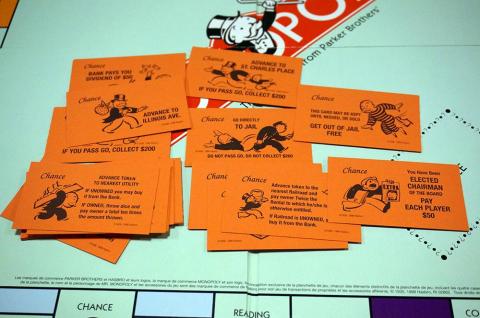 OPO
from Parker Brothers
Chance
BANK PAYS YOU
DIVIDEND OF $50
Chance
ADVANCE TO
ST. CHARLES PLACE
IF YOU PASS GO, COLLECT $200
Chance
ADVANCE TO
ILLINOIS AVE.
IF YOU PASS GO, COLLECT $200
Chance
GO DIRECTLY
TO JAIL
DO NOT PASS GO, DO NOT COLLECT $200
Chance
THIS CARD MAY BE KEPT
UNTIL NEEDED, OR SOLD
GET OUT OF JAIL
FREE
Chance
ADVANCE TOKEN
TO NEAREST UTILITY
IF UNOWNED you may buy
it from the Bank.
IF OWNED, throw dice and
pay owner a total ten times
the amount thrown.
Chance
Advance token to the
nearest Railroad and
pay owner Twice the
Rental to which he/she is
otherwise entitled.
If Railroad is UNOWNED,
buy it from the Bank.
Chance
You Have Been
ELECTED
CHAIRMAN
OF THE BOARD
PAY
EACH PLAYER
$50
EXTRA
CHANCE
READING